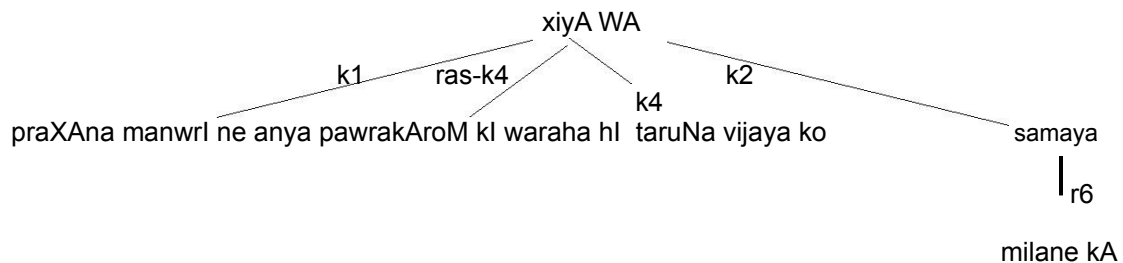 xiyA WA
k1 ras-k4 k2
k4
praXAna manwrI ne anya pawrakAroM kI waraha hI taruNa vijaya ko samaya
r6
milane kA